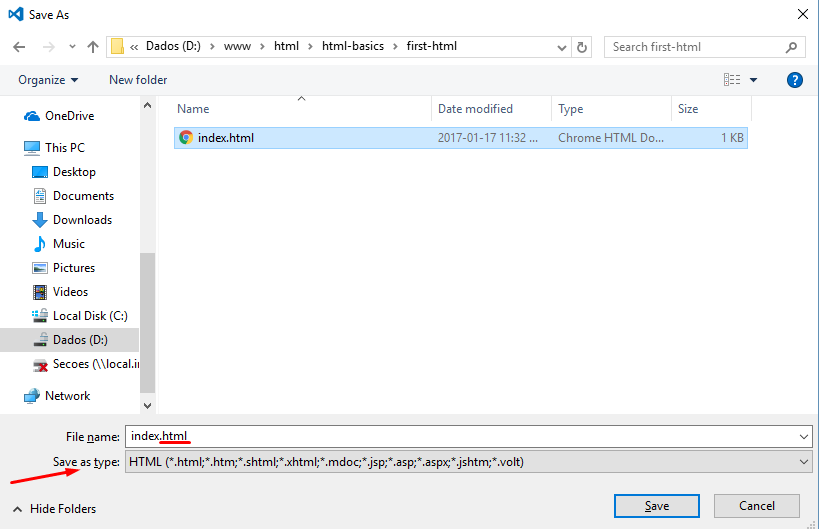 Save As
« Dados (D:) > www > html > html-basics > first-html
Search first-html
Organize
New folder
?
Name Date modified Type Size
index.html 2017-01-17 11:32 ... Chrome HTML Do... 1 KB
OneDrive
This PC
Desktop
Documents
Downloads
Music
Pictures
Videos
Local Disk (C:)
Dados (D:)
Secoes (\\local.in
Network
File name: index.html
Save as type: HTML (*.html;*.htm;*.shtml;*.xhtml;*.mdoc;*.jsp;*.asp;*.aspx;*.jshtm;*.volt)
Hide Folders
Save
Cancel